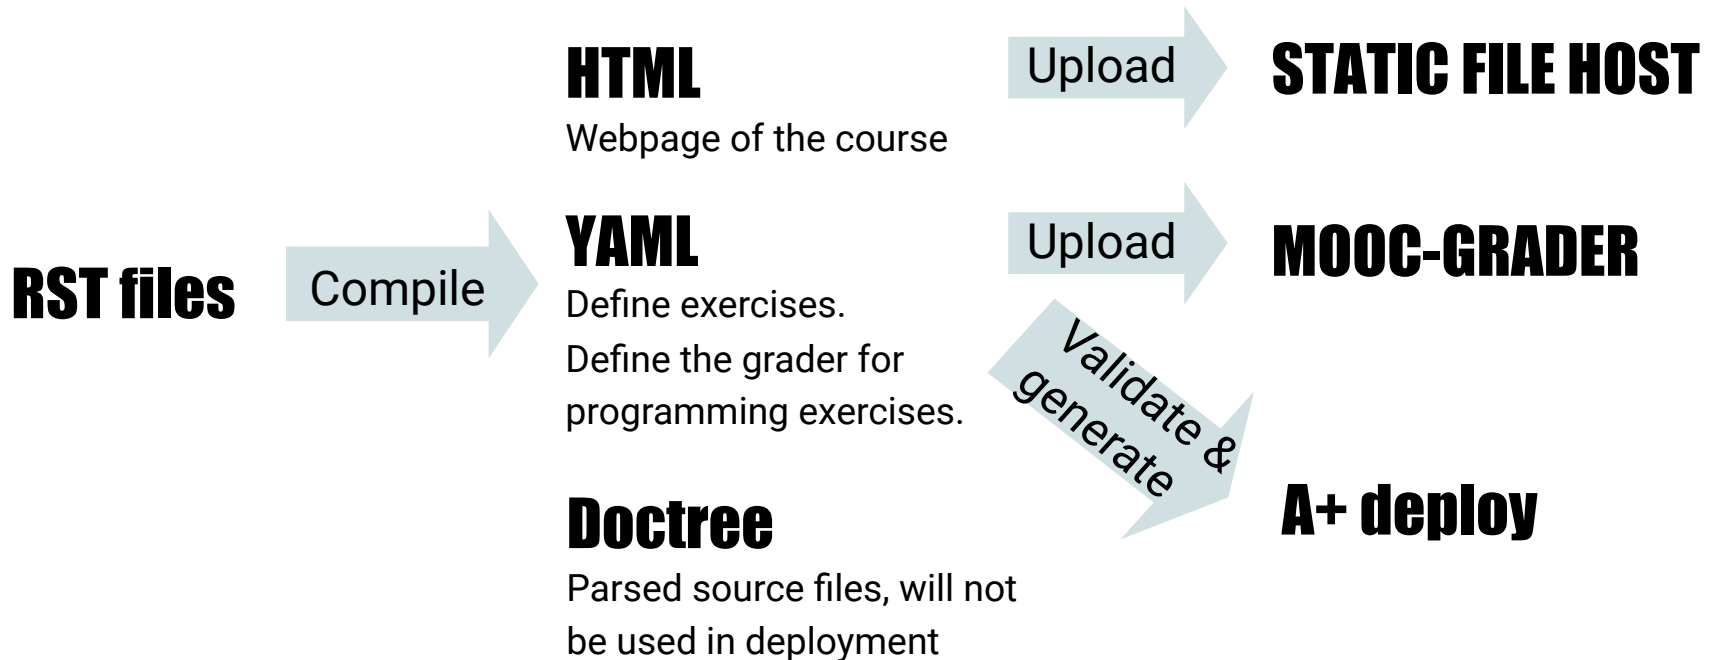 RST files
Compile
HTML
Webpage of the course
YAML
Define exercises.
Define the grader for
programming exercises.
Doctree
Parsed source files, will not
be used in deployment
Upload
STATIC FILE HOST
Upload
MOOC-GRADER
Validate &
generate
A+ deploy